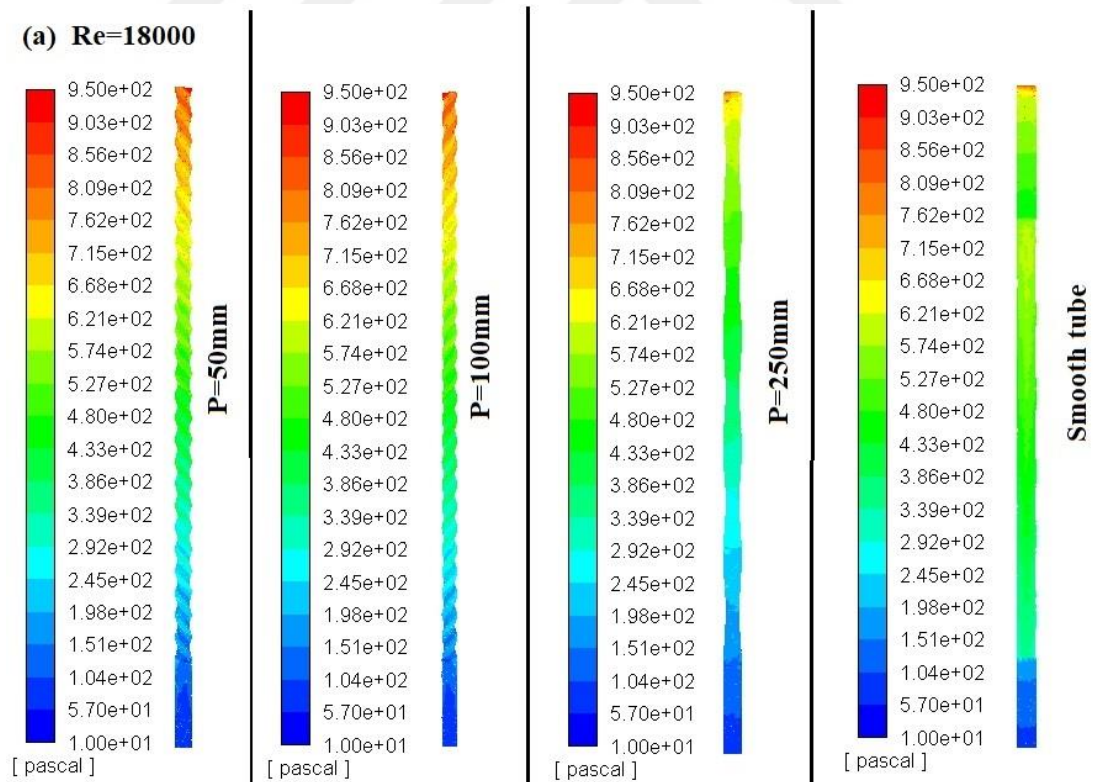 (a) Re=18000
9.50e+02
9.03e+02
8.56e+02
8.09e+02
7.62e+02
7.15e+02
6.68e+02
6.21e+02
5.74e+02
5.27e+02
4.80e+02
4.33e+02
3.86e+02
3.39e+02
2.92e+02
2.45e+02
1.98e+02
1.51e+02
1.04e+02
5.70e+01
1.00e+01
[ pascal ]
P=50mm
9.50e+02
9.03e+02
8.56e+02
8.09e+02
7.62e+02
7.15e+02
6.68e+02
6.21e+02
5.74e+02
5.27e+02
4.80e+02
4.33e+02
3.86e+02
3.39e+02
2.92e+02
2.45e+02
1.98e+02
1.51e+02
1.04e+02
5.70e+01
1.00e+01
[ pascal ]
P=100mm
9.50e+02
9.03e+02
8.56e+02
8.09e+02
7.62e+02
7.15e+02
6.68e+02
6.21e+02
5.74e+02
5.27e+02
4.80e+02
4.33e+02
3.86e+02
3.39e+02
2.92e+02
2.45e+02
1.98e+02
1.51e+02
1.04e+02
5.70e+01
1.00e+01
[ pascal ]
P=250mm
9.50e+02
9.03e+02
8.56e+02
8.09e+02
7.62e+02
7.15e+02
6.68e+02
6.21e+02
5.74e+02
5.27e+02
4.80e+02
4.33e+02
3.86e+02
3.39e+02
2.92e+02
2.45e+02
1.98e+02
1.51e+02
1.04e+02
5.70e+01
1.00e+01
[ pascal ]
Smooth tube